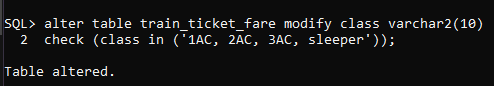 SQL> alter table train_ticket_fare modify class varchar2(10)
2 check (class in ('1AC, 2AC, 3AC, sleeper'));
Table altered.